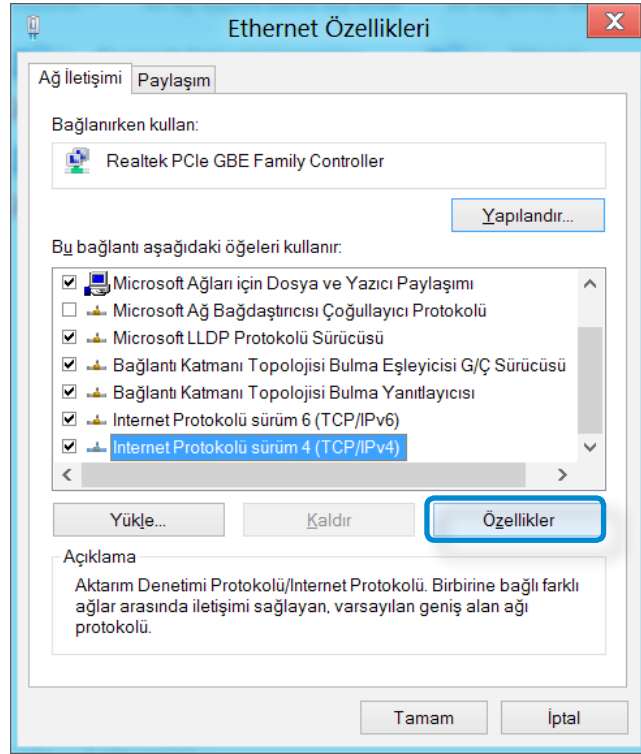 Ethernet Özellikleri
Ağ İletişimi
Paylaşım
Bağlanırken kullan:
Realtek PCIe GBE Family Controller
Yapılandır...
Bu bağlantı aşağıdaki öğeleri kullanır:
Microsoft Ağları için Dosya ve Yazıcı Paylaşımı
Microsoft Ağ Bağdaştırıcısı Çoğullayıcı Protokolü
Microsoft LLDP Protokolü Sürücüsü
Bağlantı Katmanı Topolojisi Bulma Eşleyicisi G/Ç Sürücüsü
Bağlantı Katmanı Topolojisi Bulma Yanıtlayıcısı
Internet Protokolü sürüm 6 (TCP/IPv6)
Internet Protokolü sürüm 4 (TCP/IPv4)
Yükle...
Kaldır
Özellikler
Açıklama
Aktarım Denetimi Protokolü/Internet Protokolü. Birbirine bağlı farklı
ağlar arasında iletişimi sağlayan, varsayılan geniş alan ağı
protokolü.
Tamam
İptal